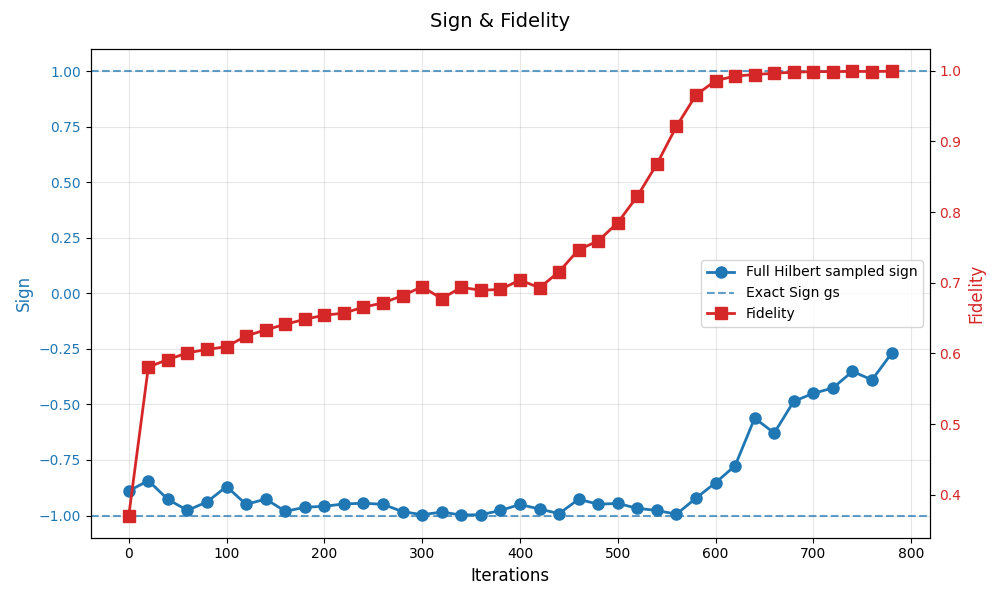 Sign & Fidelity
1.00
0.75
0.50
0.25
0.00
−0.25
−0.50
−0.75
−1.00
Sign
1.0
0.9
0.8
0.7
0.6
0.5
0.4
Fidelity
Full Hilbert sampled sign
Exact Sign gs
Fidelity
0 100 200 300 400 500 600 700 800
Iterations